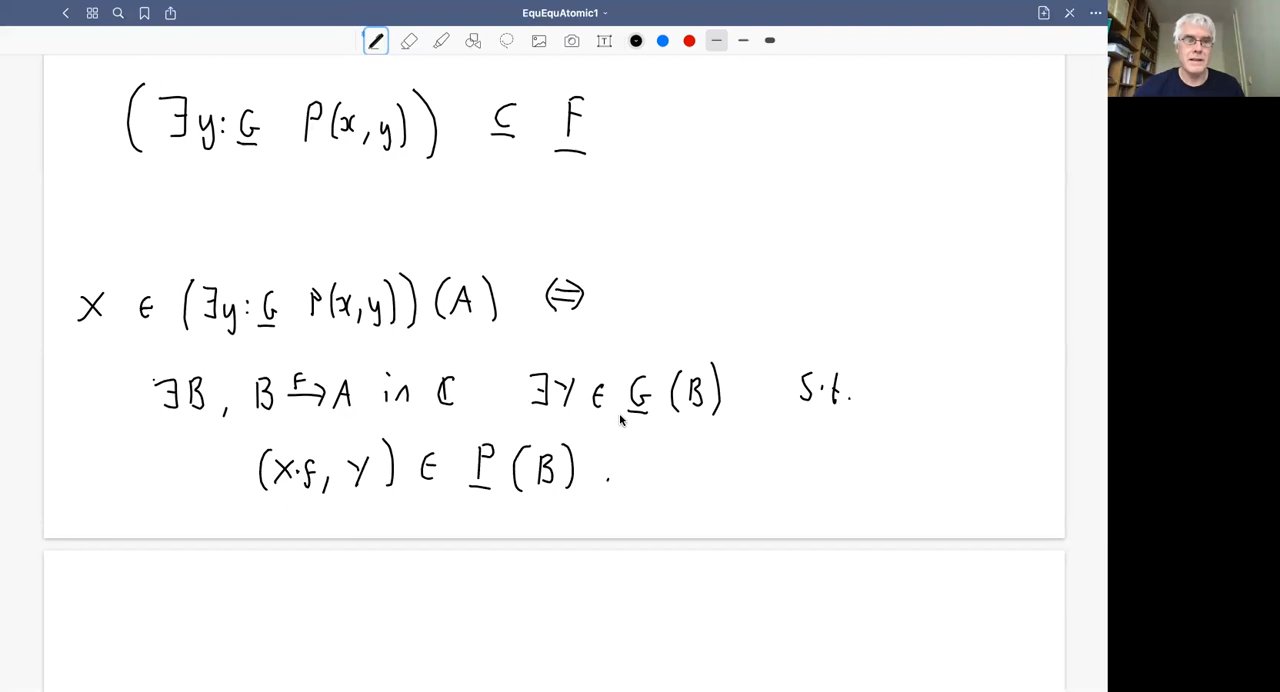 EquEquAtomic1
(∃y:G̲ P(x,y)) ⊆ F̲
X ∈ (∃y:G̲ P(x,y))(A) ⇔
∃B, B →^f A in ℂ ∃Y ∈ G̲(B) s.t.
(X·f, Y) ∈ P̲(B).